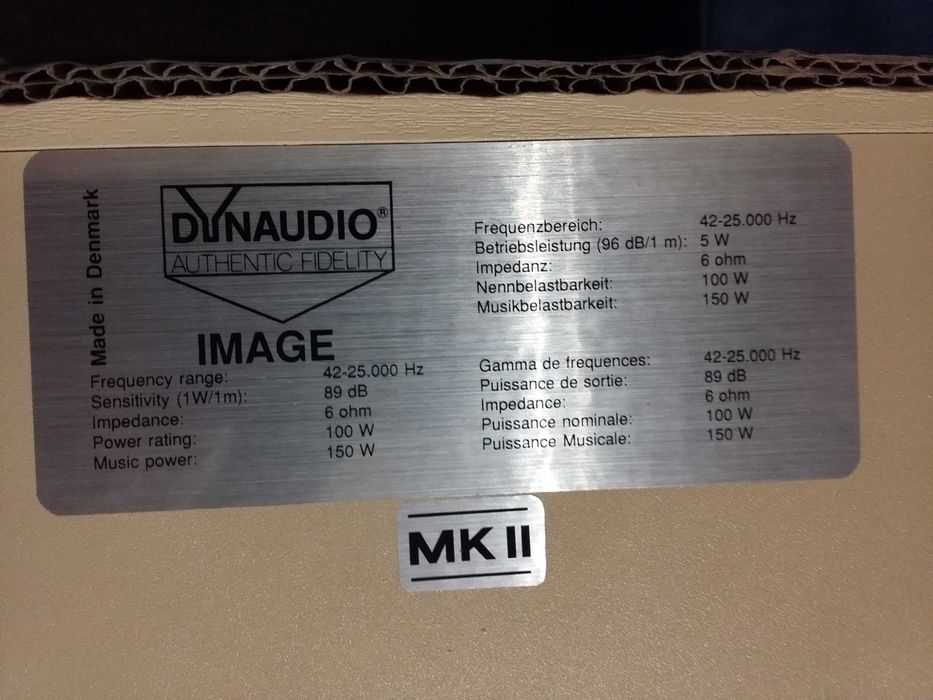 Made in Denmark
DYNAUDIO®
AUTHENTIC FIDELITY
IMAGE
Frequency range: 42-25.000 Hz
Sensitivity (1W/1m): 89 dB
Impedance: 6 ohm
Power rating: 100 W
Music power: 150 W
Frequenzbereich: 42-25.000 Hz
Betriebsleistung (96 dB/1 m): 5 W
Impedanz: 6 ohm
Nennbelastbarkeit: 100 W
Musikbelastbarkeit: 150 W
Gamma de frequences: 42-25.000 Hz
Puissance de sortie: 89 dB
Impedance: 6 ohm
Puissance nominale: 100 W
Puissance Musicale: 150 W
MK II